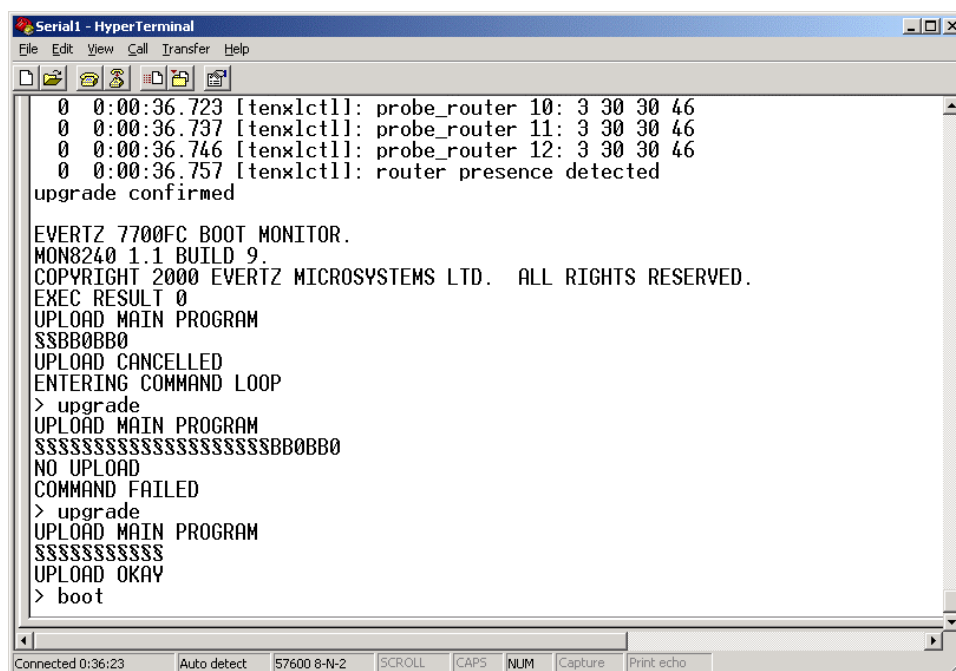 Serial1 - HyperTerminal
File Edit View Call Transfer Help
0 0:00:36.723 [tenxlctl]: probe_router 10: 3 30 30 46
0 0:00:36.737 [tenxlctl]: probe_router 11: 3 30 30 46
0 0:00:36.746 [tenxlctl]: probe_router 12: 3 30 30 46
0 0:00:36.757 [tenxlctl]: router presence detected
upgrade confirmed
EVERTZ 7700FC BOOT MONITOR.
MON8240 1.1 BUILD 9.
COPYRIGHT 2000 EVERTZ MICROSYSTEMS LTD. ALL RIGHTS RESERVED.
EXEC RESULT 0
UPLOAD MAIN PROGRAM
§§BB0BB0
UPLOAD CANCELLED
ENTERING COMMAND LOOP
> upgrade
UPLOAD MAIN PROGRAM
§§§§§§§§§§§§§§§§§§§§BB0BB0
NO UPLOAD
COMMAND FAILED
> upgrade
UPLOAD MAIN PROGRAM
§§§§§§§§§§§
UPLOAD OKAY
> boot
Connected 0:36:23 Auto detect 57600 8-N-2 SCROLL CAPS NUM Capture Print echo